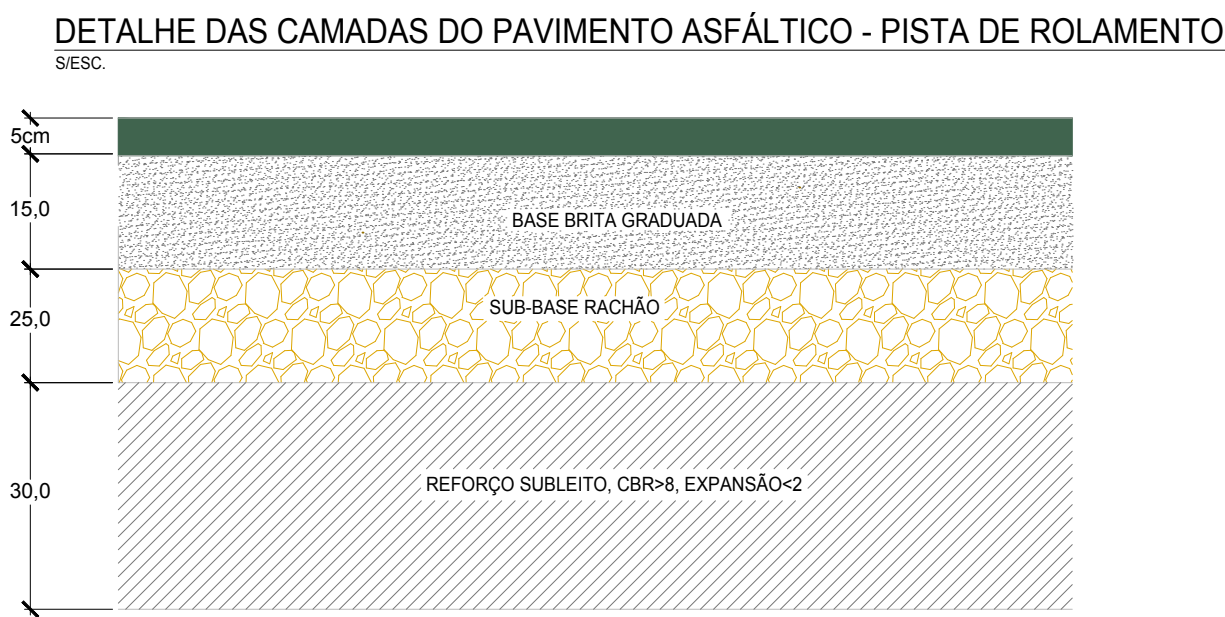 DETALHE DAS CAMADAS DO PAVIMENTO ASFÁLTICO - PISTA DE ROLAMENTO
S/ESC.
5cm
15,0
BASE BRITA GRADUADA
25,0
SUB-BASE RACHÃO
30,0
REFORÇO SUBLEITO, CBR>8, EXPANSÃO<2